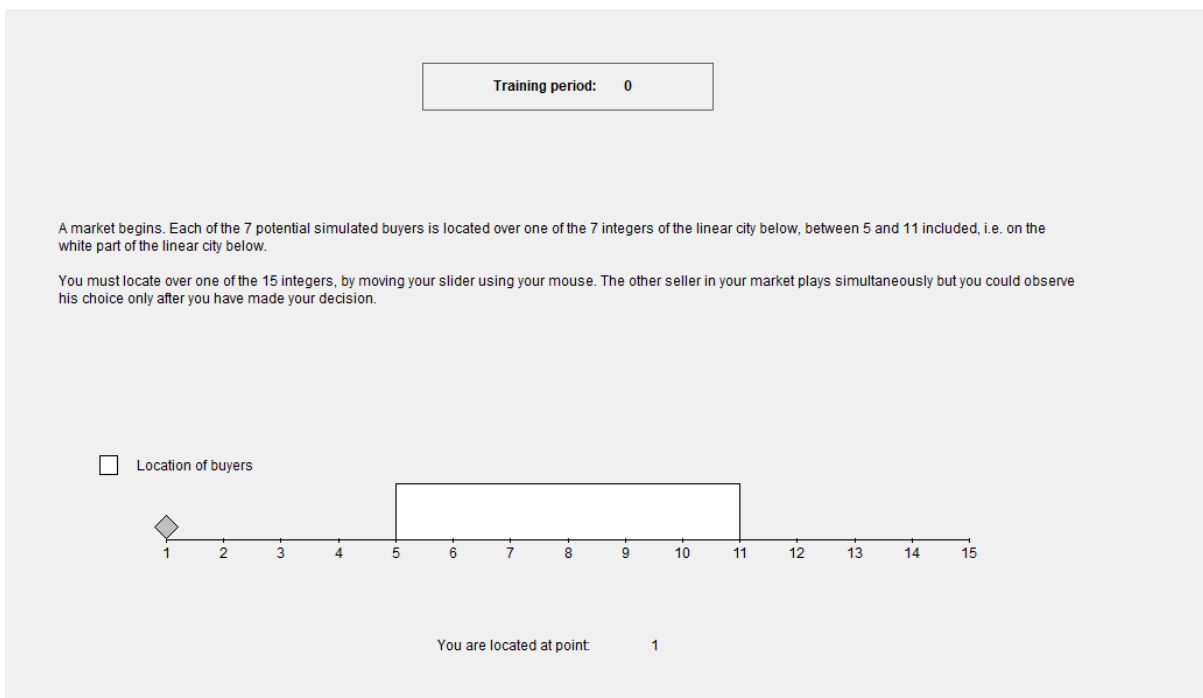 Training period: 0
A market begins. Each of the 7 potential simulated buyers is located over one of the 7 integers of the linear city below, between 5 and 11 included, i.e. on the
white part of the linear city below.
You must locate over one of the 15 integers, by moving your slider using your mouse. The other seller in your market plays simultaneously but you could observe
his choice only after you have made your decision.
Location of buyers
1 2 3 4 5 6 7 8 9 10 11 12 13 14 15
You are located at point: 1